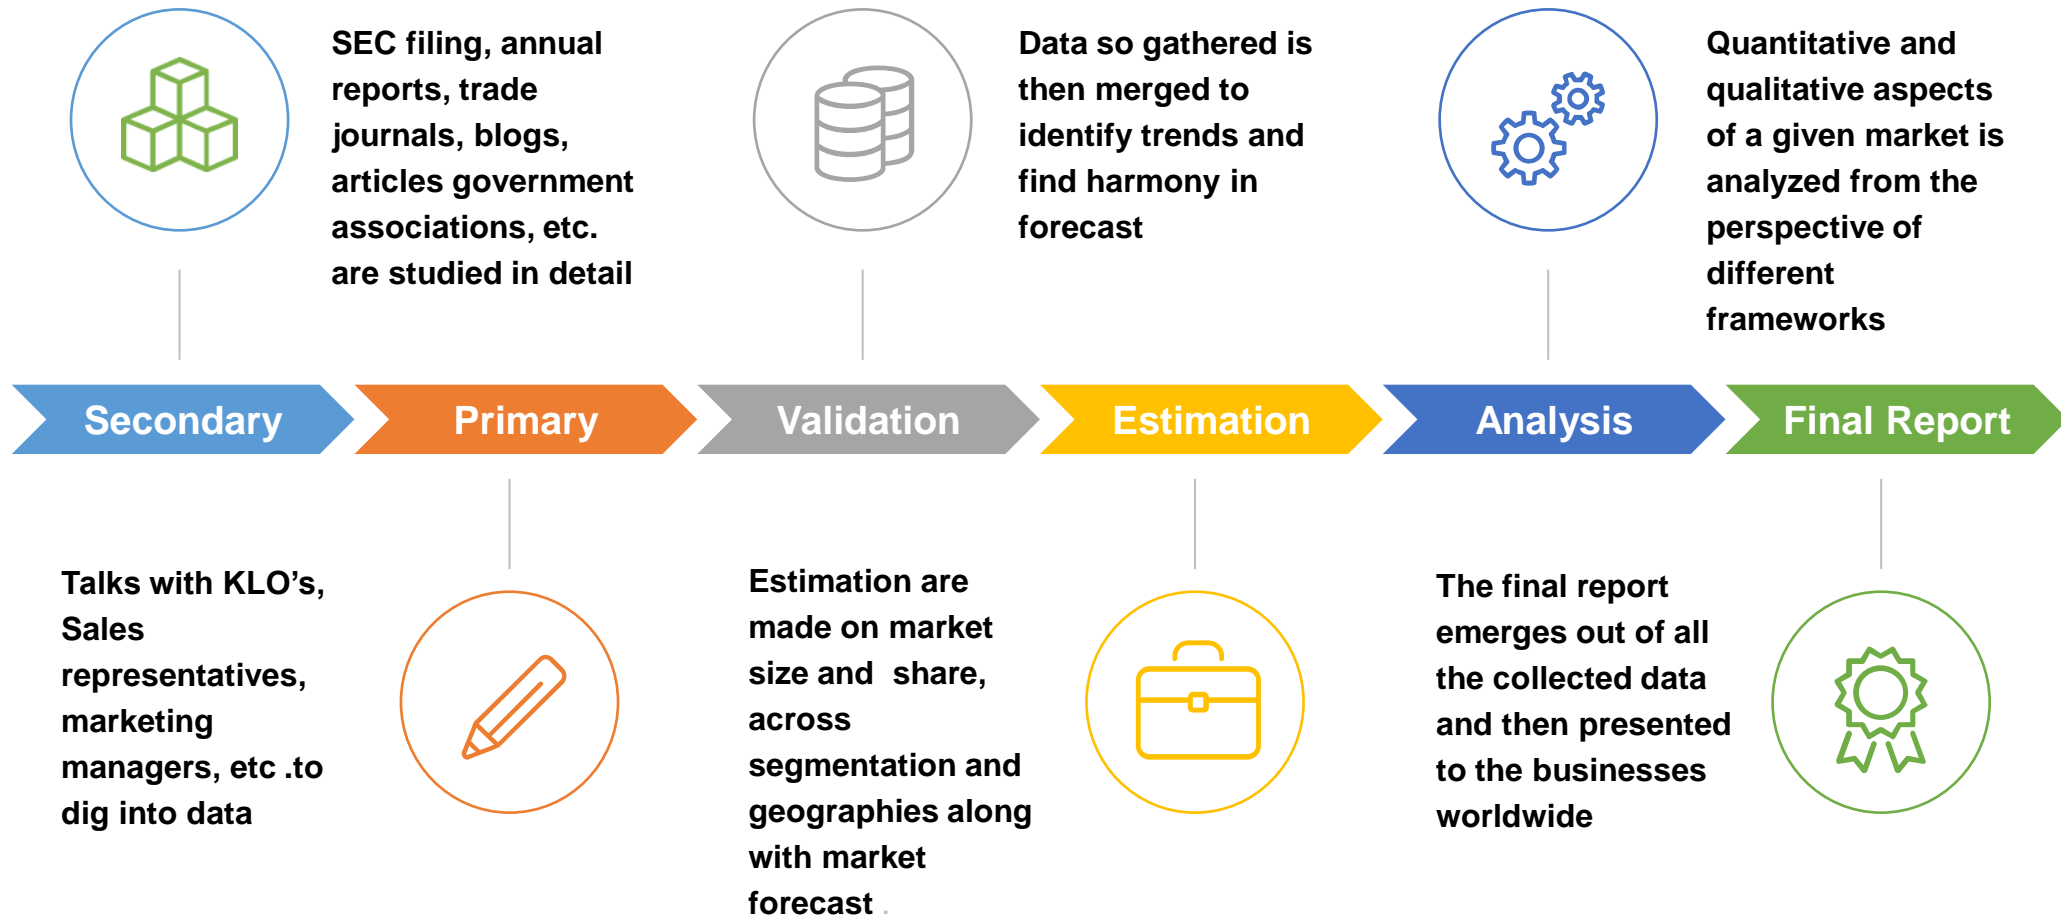 SEC filing, annual
reports, trade
journals, blogs,
articles government
associations, etc.
are studied in detail
Data so gathered is
then merged to
identify trends and
find harmony in
forecast
Quantitative and
qualitative aspects
of a given market is
analyzed from the
perspective of
different
frameworks
Secondary
Primary
Validation
Estimation
Analysis
Final Report
Talks with KLO’s,
Sales
representatives,
marketing
managers, etc .to
dig into data
Estimation are
made on market
size and  share,
across
segmentation and
geographies along
with market
forecast .
The final report
emerges out of all
the collected data
and then presented
to the businesses
worldwide